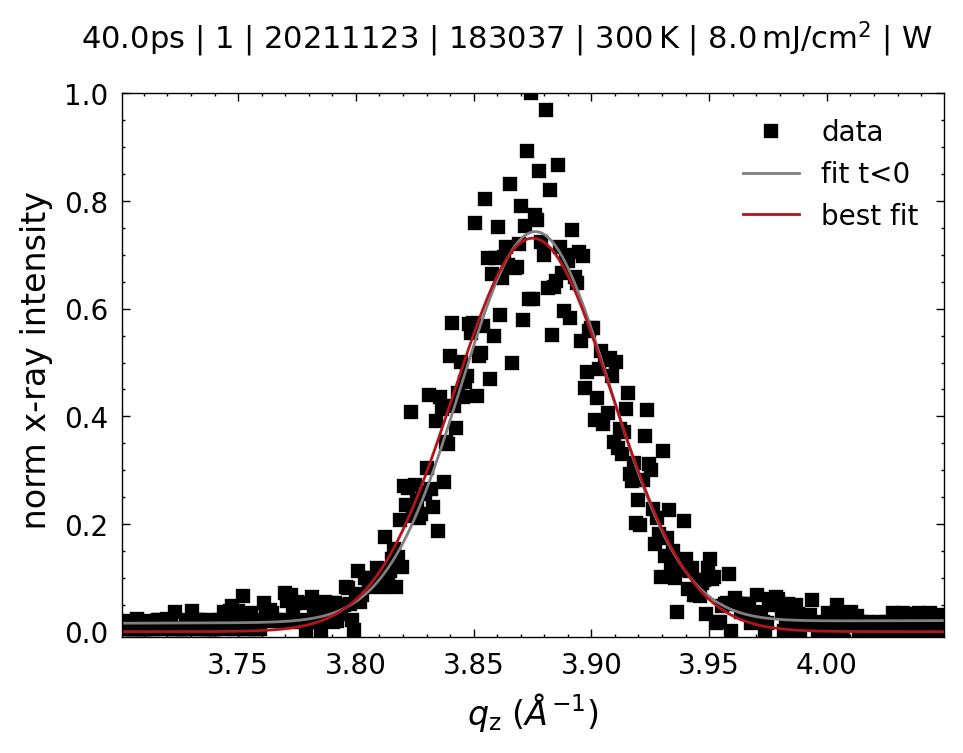 40.0ps | 1 | 20211123 | 183037 | 300 K | 8.0 mJ/cm² | W
1.0
0.8
0.6
0.4
0.2
0.0
norm x-ray intensity
data
fit t<0
best fit
3.75 3.80 3.85 3.90 3.95 4.00
q_z (Å⁻¹)